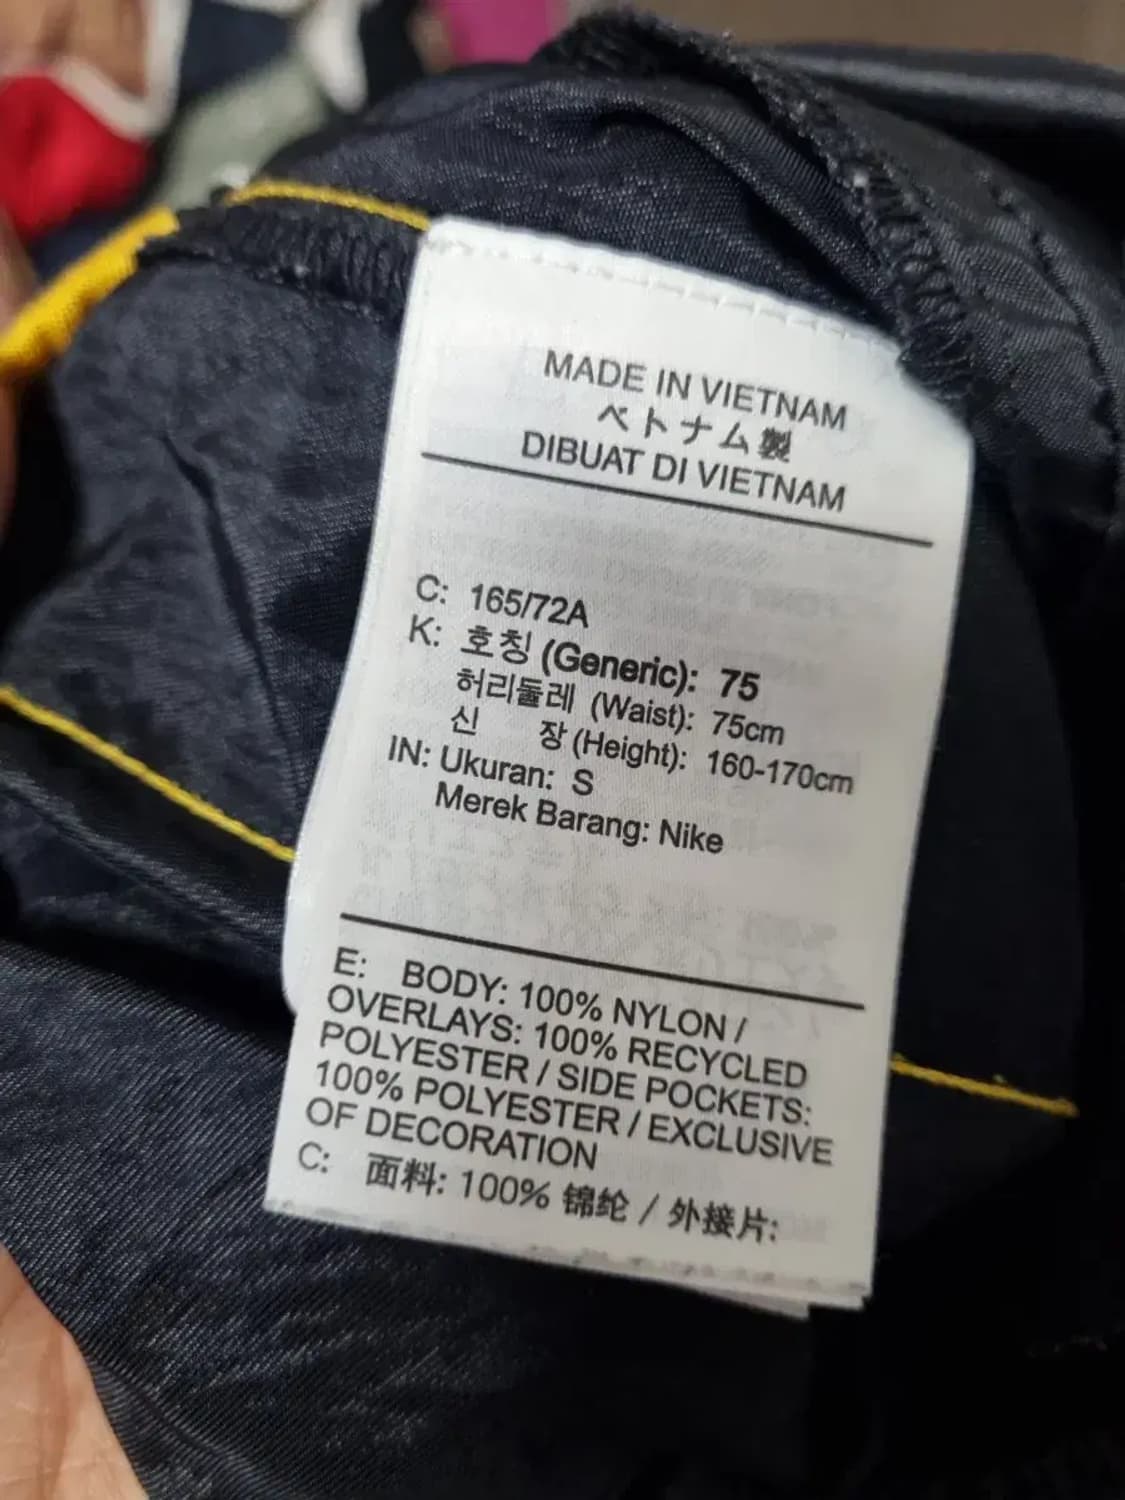 MADE IN VIETNAM
ベトナム製
DIBUAT DI VIETNAM
C: 165/72A
K: 호칭 (Generic): 75
허리둘레 (Waist): 75cm
신 장 (Height): 160-170cm
IN: Ukuran: S
Merek Barang: Nike
E: BODY: 100% NYLON /
OVERLAYS: 100% RECYCLED
POLYESTER / SIDE POCKETS:
100% POLYESTER / EXCLUSIVE
OF DECORATION
C: 面料: 100% 锦纶 / 外接片: